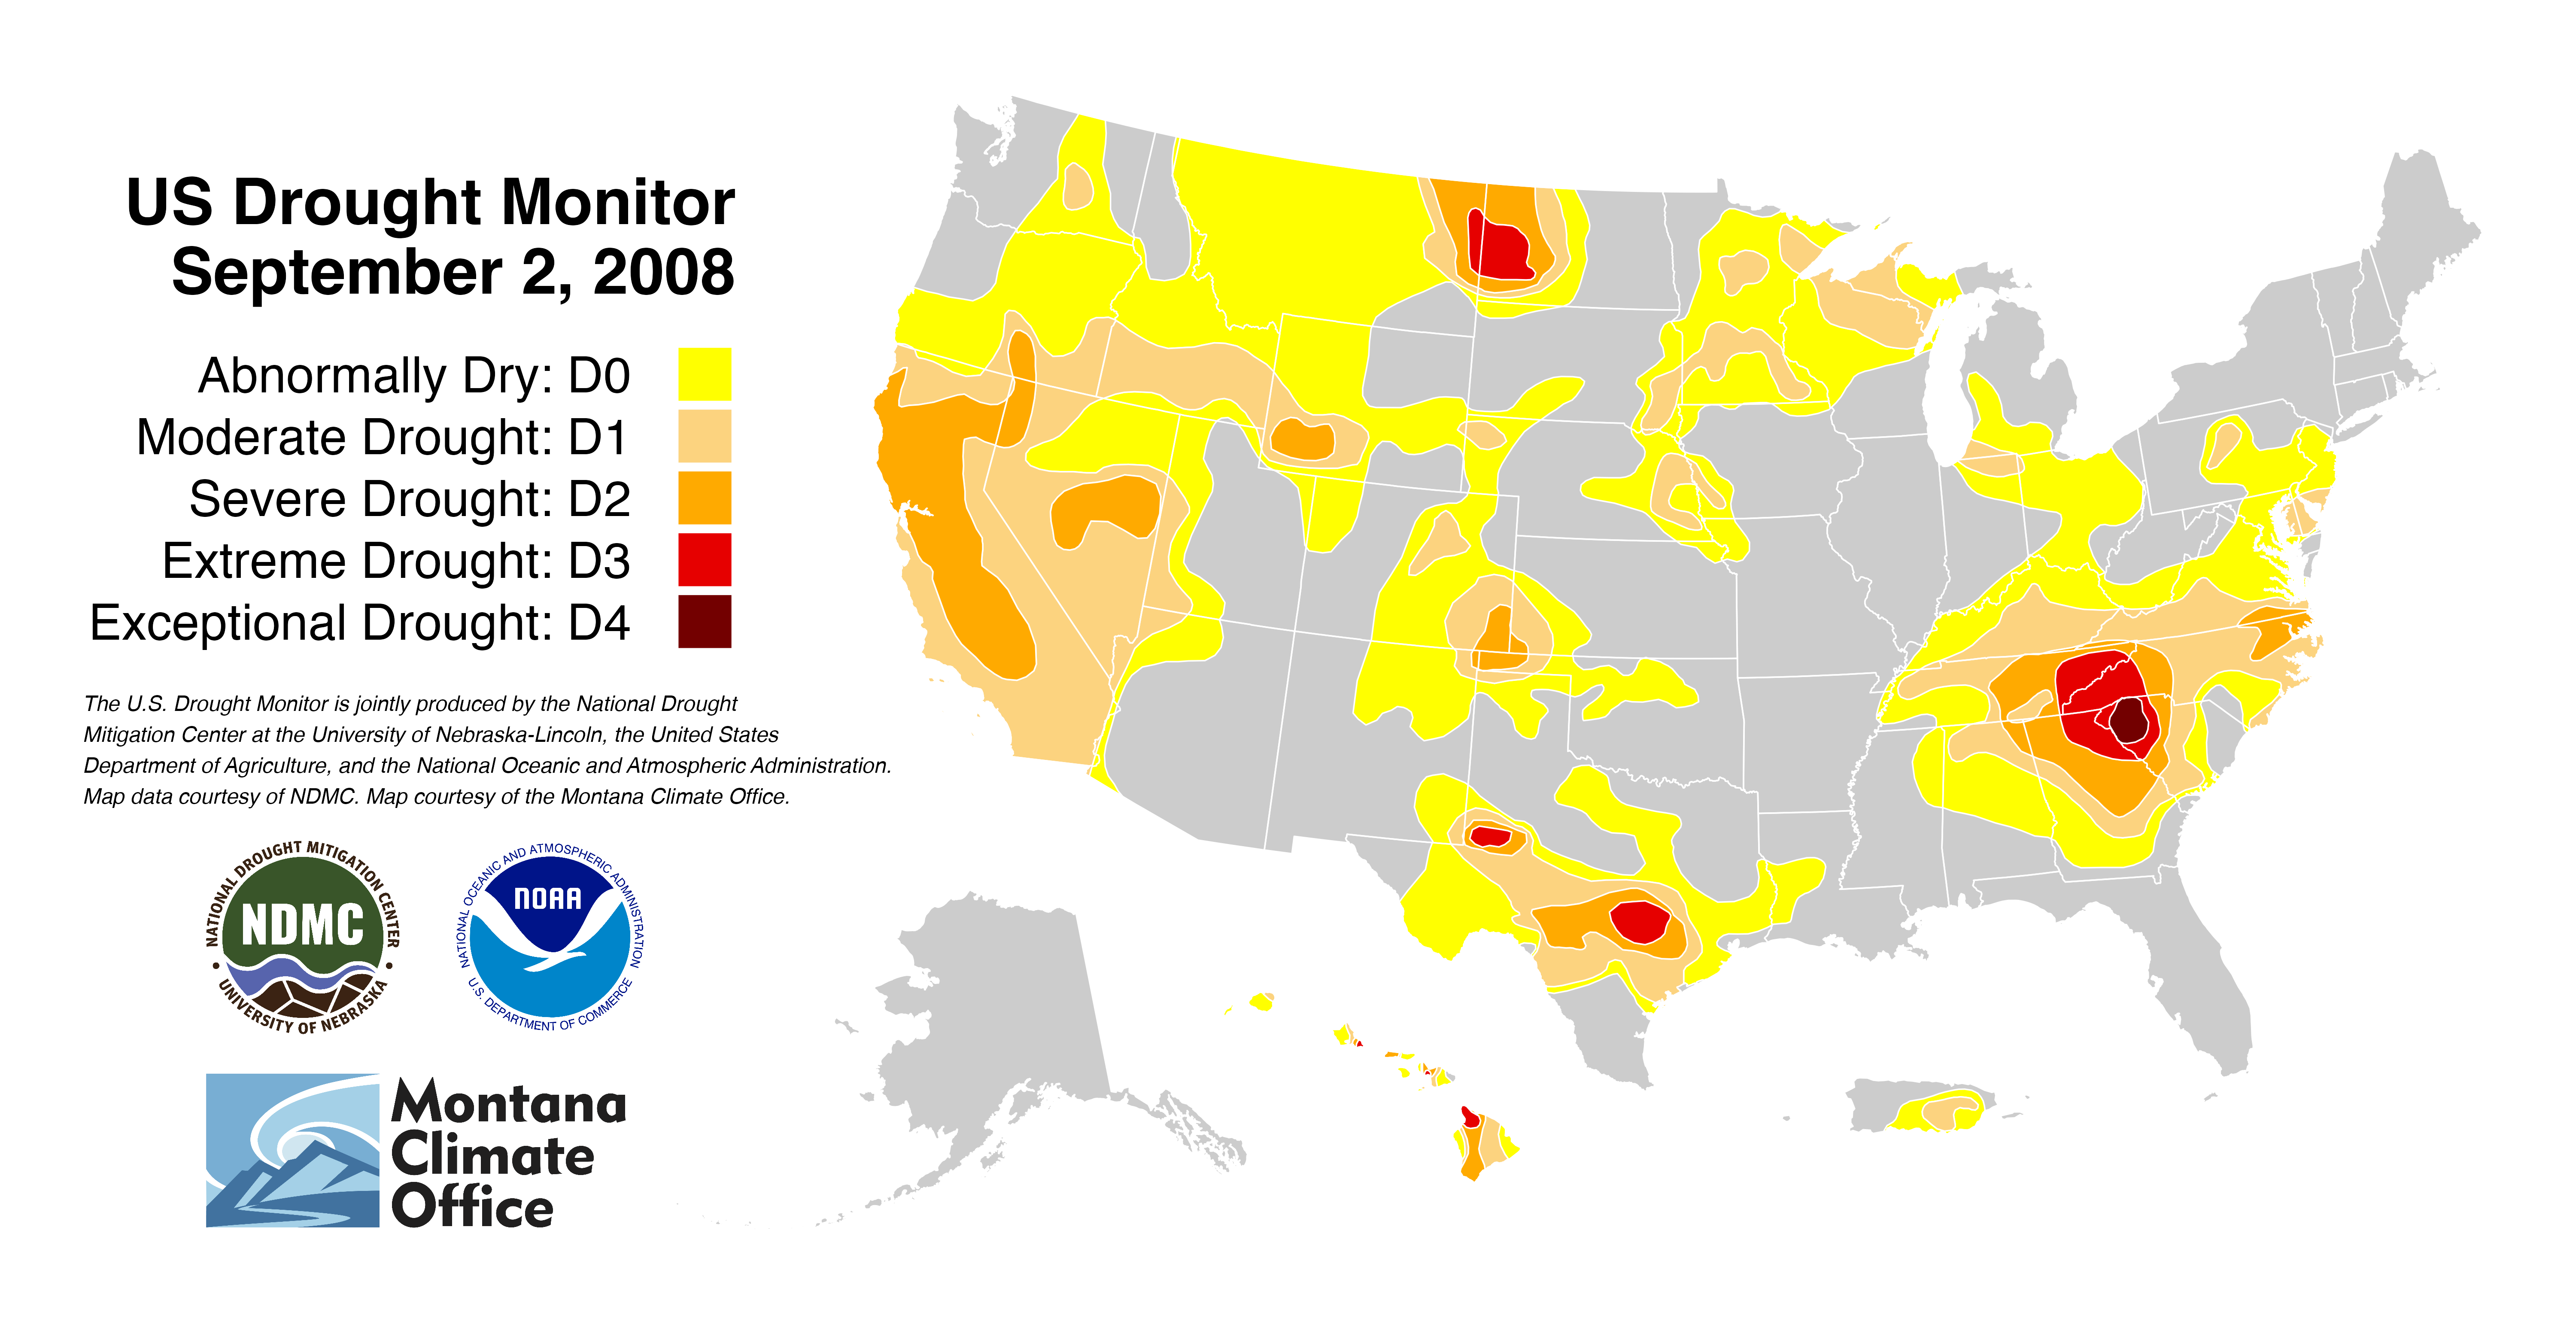 US Drought Monitor
September 2, 2008
Abnormally Dry: D0
Moderate Drought: D1
Severe Drought: D2
Extreme Drought: D3
Exceptional Drought: D4
The U.S. Drought Monitor is jointly produced by the National Drought
Mitigation Center at the University of Nebraska-Lincoln, the United States
Department of Agriculture, and the National Oceanic and Atmospheric Administration.
Map data courtesy of NDMC. Map courtesy of the Montana Climate Office.
NATIONAL DROUGHT MITIGATION CENTER
NDMC
• UNIVERSITY OF NEBRASKA •
NATIONAL OCEANIC AND ATMOSPHERIC ADMINISTRATION
NOAA
U.S. DEPARTMENT OF COMMERCE
Montana
Climate
Office